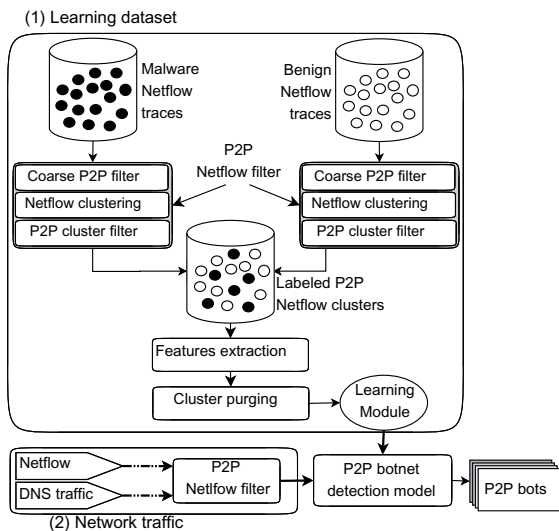 (1) Learning dataset
Malware
Netflow
traces
Benign
Netflow
traces
P2P
Netflow filter
Coarse P2P filter
Netflow clustering
P2P cluster filter
Coarse P2P filter
Netflow clustering
P2P cluster filter
Labeled P2P
Netflow clusters
Features extraction
Cluster purging
Learning
Module
Netflow
DNS traffic
P2P
Netlfow filter
P2P botnet
detection model
P2P bots
(2) Network traffic